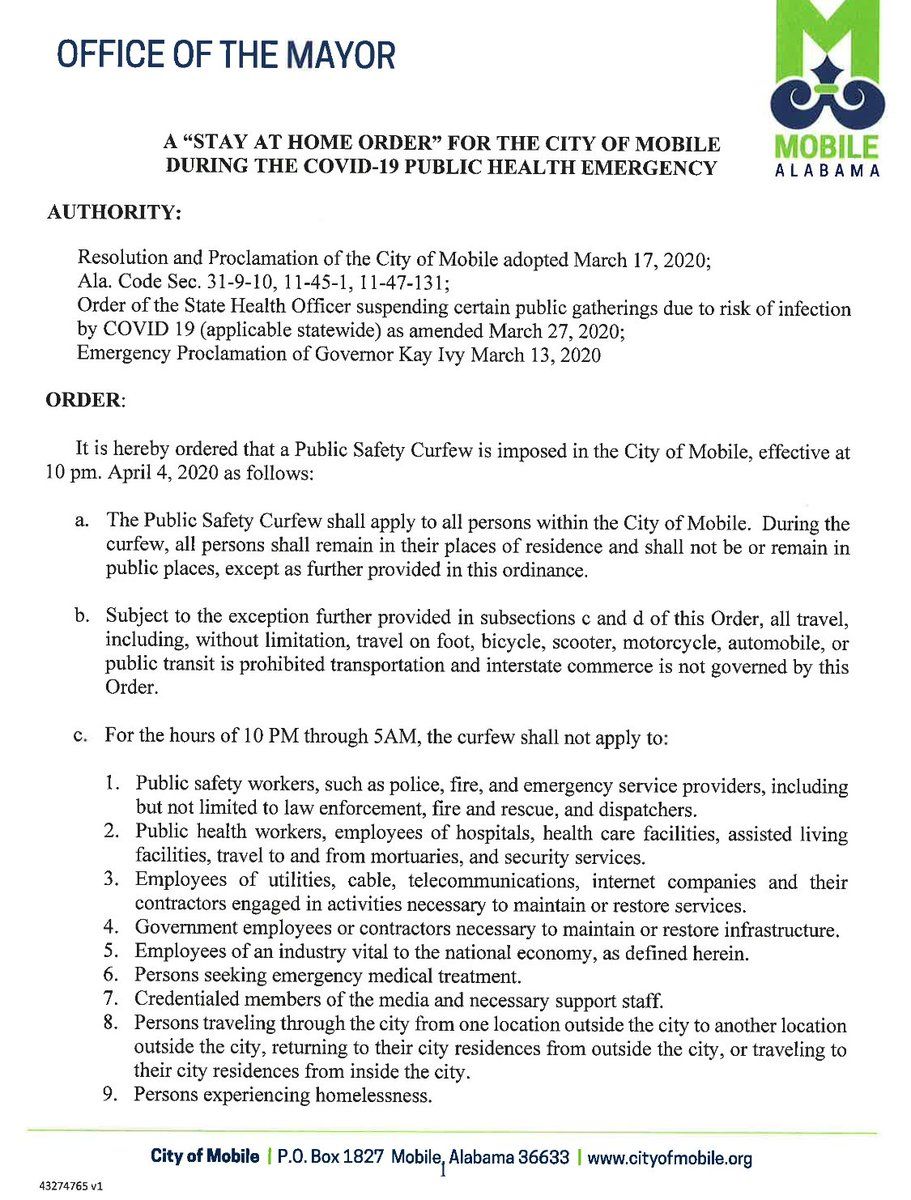 OFFICE OF THE MAYOR
MOBILE
ALABAMA
A “STAY AT HOME ORDER” FOR THE CITY OF MOBILE
DURING THE COVID-19 PUBLIC HEALTH EMERGENCY
AUTHORITY:
Resolution and Proclamation of the City of Mobile adopted March 17, 2020;
Ala. Code Sec. 31-9-10, 11-45-1, 11-47-131;
Order of the State Health Officer suspending certain public gatherings due to risk of infection
by COVID 19 (applicable statewide) as amended March 27, 2020;
Emergency Proclamation of Governor Kay Ivy March 13, 2020
ORDER:
It is hereby ordered that a Public Safety Curfew is imposed in the City of Mobile, effective at
10 pm. April 4, 2020 as follows:
a. The Public Safety Curfew shall apply to all persons within the City of Mobile. During the
curfew, all persons shall remain in their places of residence and shall not be or remain in
public places, except as further provided in this ordinance.
b. Subject to the exception further provided in subsections c and d of this Order, all travel,
including, without limitation, travel on foot, bicycle, scooter, motorcycle, automobile, or
public transit is prohibited transportation and interstate commerce is not governed by this
Order.
c. For the hours of 10 PM through 5AM, the curfew shall not apply to:
1. Public safety workers, such as police, fire, and emergency service providers, including
but not limited to law enforcement, fire and rescue, and dispatchers.
2. Public health workers, employees of hospitals, health care facilities, assisted living
facilities, travel to and from mortuaries, and security services.
3. Employees of utilities, cable, telecommunications, internet companies and their
contractors engaged in activities necessary to maintain or restore services.
4. Government employees or contractors necessary to maintain or restore infrastructure.
5. Employees of an industry vital to the national economy, as defined herein.
6. Persons seeking emergency medical treatment.
7. Credentialed members of the media and necessary support staff.
8. Persons traveling through the city from one location outside the city to another location
outside the city, returning to their city residences from outside the city, or traveling to
their city residences from inside the city.
9. Persons experiencing homelessness.
City of Mobile | P.O. Box 1827 Mobile, Alabama 36633 | www.cityofmobile.org
1
43274765 v1